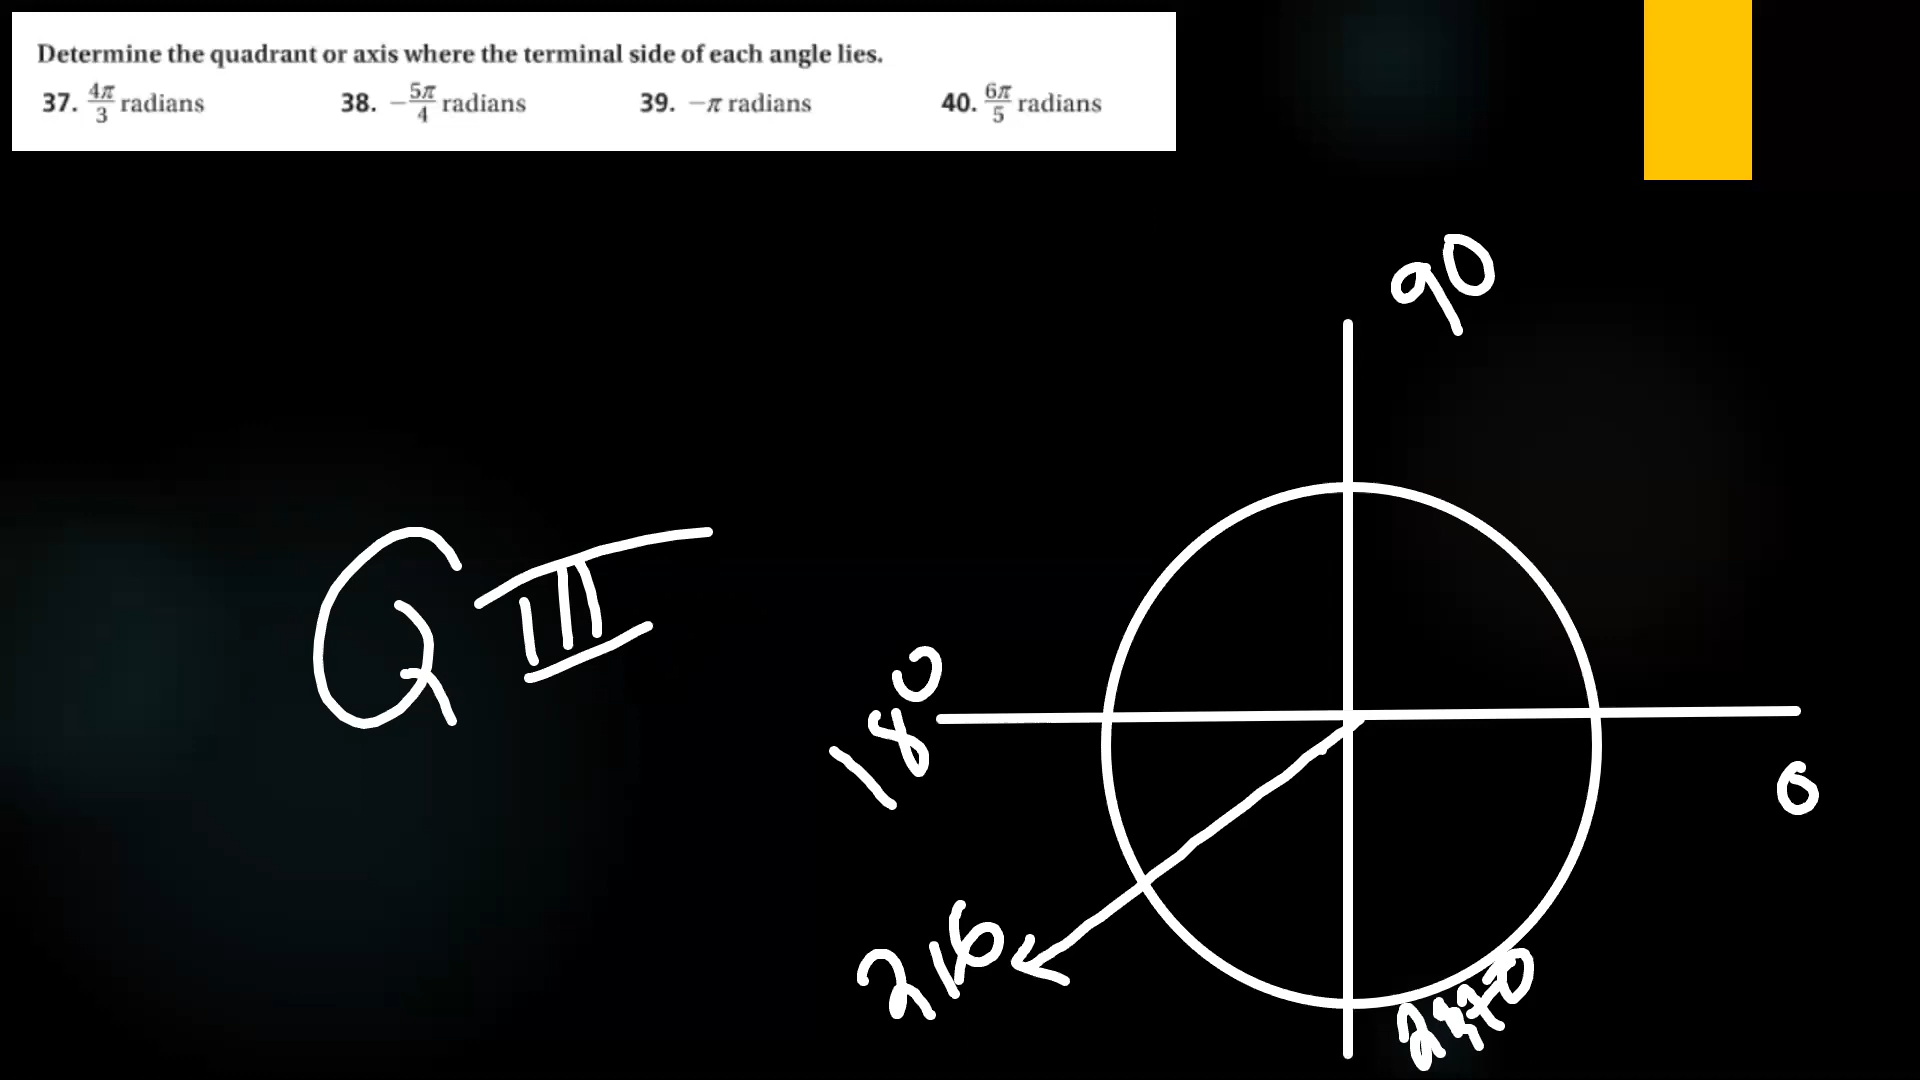 Determine the quadrant or axis where the terminal side of each angle lies.
37. 4π/3 radians 38. -5π/4 radians 39. -π radians 40. 6π/5 radians
90
Q III
180
0
216
270